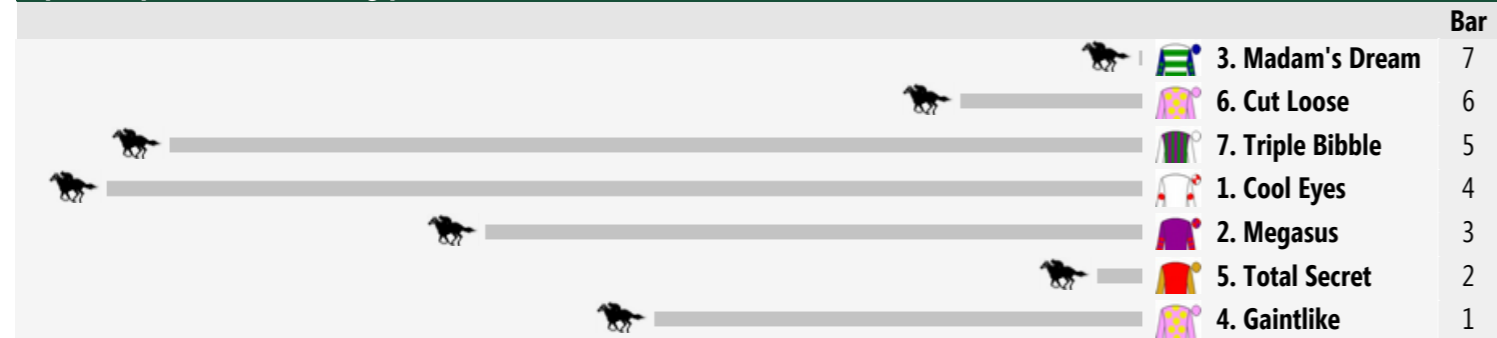 Bar
3. Madam's Dream 7
6. Cut Loose 6
7. Triple Bibble 5
1. Cool Eyes 4
2. Megasus 3
5. Total Secret 2
4. Gaintlike 1